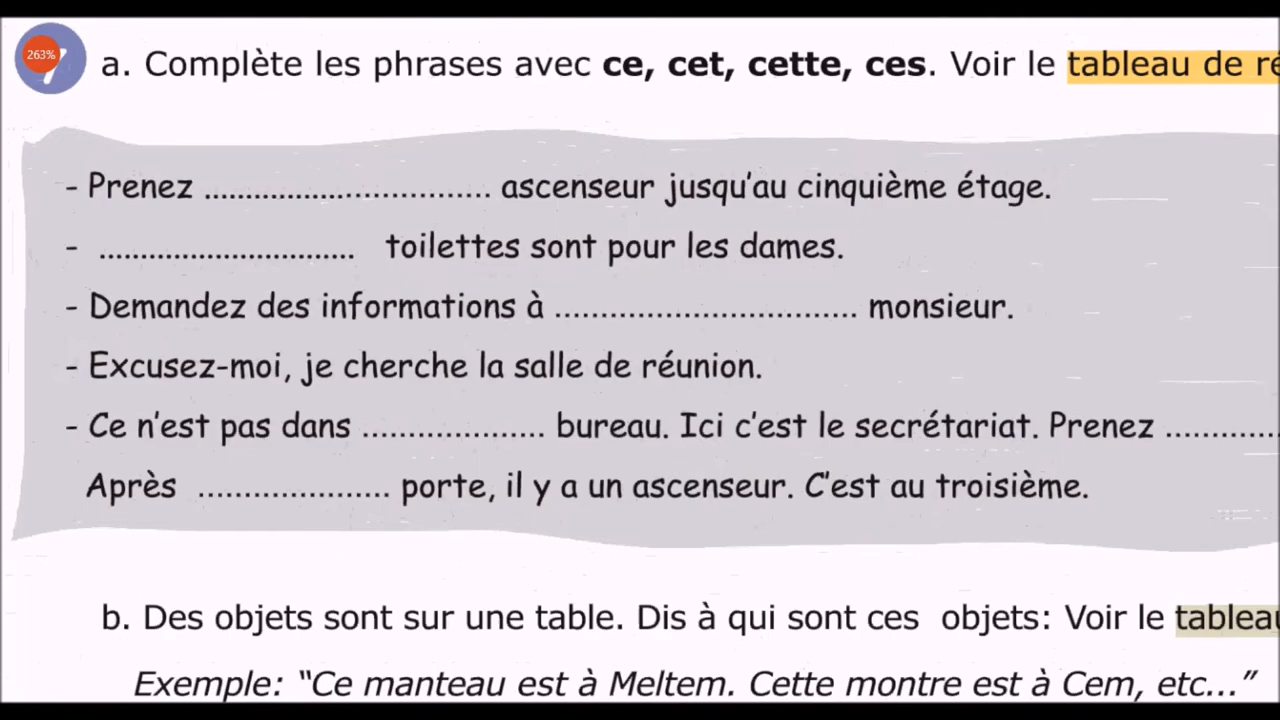 263%
a. Complète les phrases avec ce, cet, cette, ces. Voir le tableau de
- Prenez .............................. ascenseur jusqu'au cinquième étage.
- ............................ toilettes sont pour les dames.
- Demandez des informations à ................................ monsieur.
- Excusez-moi, je cherche la salle de réunion.
- Ce n'est pas dans .................... bureau. Ici c'est le secrétariat. Prenez ............
Après ..................... porte, il y a un ascenseur. C'est au troisième.
b. Des objets sont sur une table. Dis à qui sont ces objets: Voir le
Exemple: “Ce manteau est à Meltem. Cette montre est à Cem, etc...”